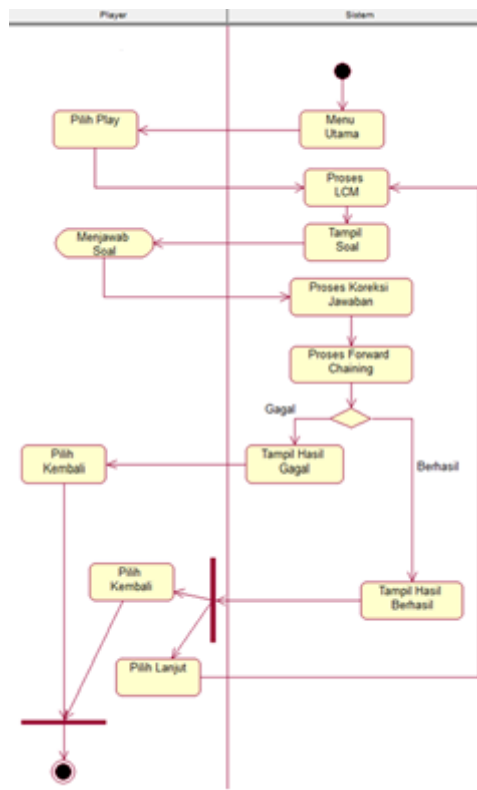 Player
Sistem
Pilih Play
Menu
Utama
Proses
LCM
Menjawab
Soal
Tampil
Soal
Proses Koreksi
Jawaban
Proses Forward
Chaining
Gagal
Berhasil
Pilih
Kembali
Tampil Hasil
Gagal
Pilih
Kembali
Tampil Hasil
Berhasil
Pilih Lanjut